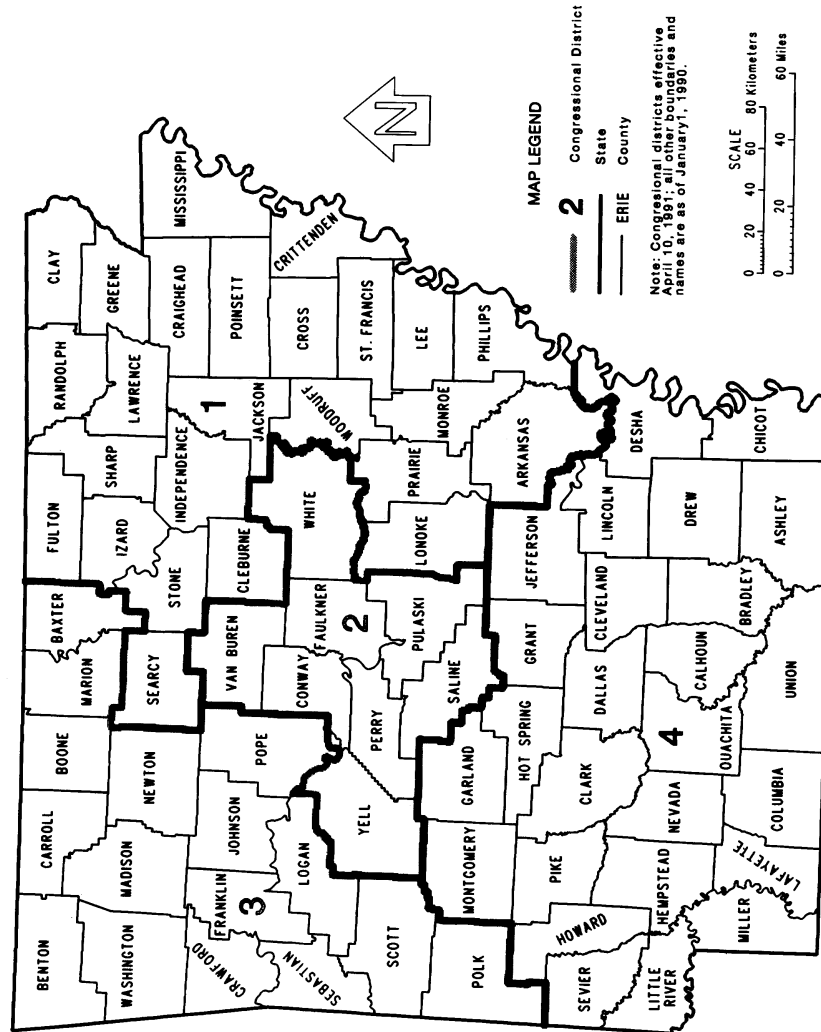 BENTON
CARROLL
BOONE
MARION
BAXTER
FULTON
RANDOLPH
CLAY
WASHINGTON
MADISON
NEWTON
SEARCY
IZARD
SHARP
LAWRENCE
GREENE
STONE
INDEPENDENCE
1
CRAIGHEAD
MISSISSIPPI
CRAWFORD
FRANKLIN
JOHNSON
POPE
VAN BUREN
CLEBURNE
JACKSON
POINSETT
3
SEBASTIAN
LOGAN
CONWAY
FAULKNER
WHITE
WOODRUFF
CROSS
CRITTENDEN
2
SCOTT
YELL
PERRY
PULASKI
LONOKE
PRAIRIE
MONROE
ST. FRANCIS
LEE
POLK
MONTGOMERY
GARLAND
SALINE
PHILLIPS
HOT SPRING
GRANT
JEFFERSON
ARKANSAS
HOWARD
PIKE
CLARK
DALLAS
CLEVELAND
LINCOLN
DESHA
SEVIER
LITTLE
RIVER
HEMPSTEAD
NEVADA
4
OUACHITA
CALHOUN
BRADLEY
DREW
MILLER
LAFAYETTE
COLUMBIA
UNION
ASHLEY
CHICOT
N
MAP LEGEND
2 Congressional District
State
ERIE County
Note: Congresional districts effective
April 10, 1991; all other boundaries and
names are as of January1, 1990.
SCALE
0 20 40 60 80 Kilometers
0 20 40 60 Miles